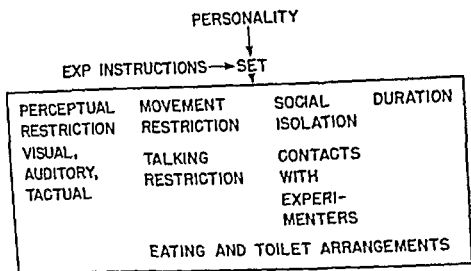 PERSONALITY
EXP INSTRUCTIONS SET
PERCEPTUAL RESTRICTION
VISUAL,
AUDITORY,
TACTUAL
MOVEMENT RESTRICTION
TALKING RESTRICTION
SOCIAL ISOLATION
CONTACTS
WITH
EXPERI-
MENTERS
DURATION
EATING AND TOILET ARRANGEMENTS